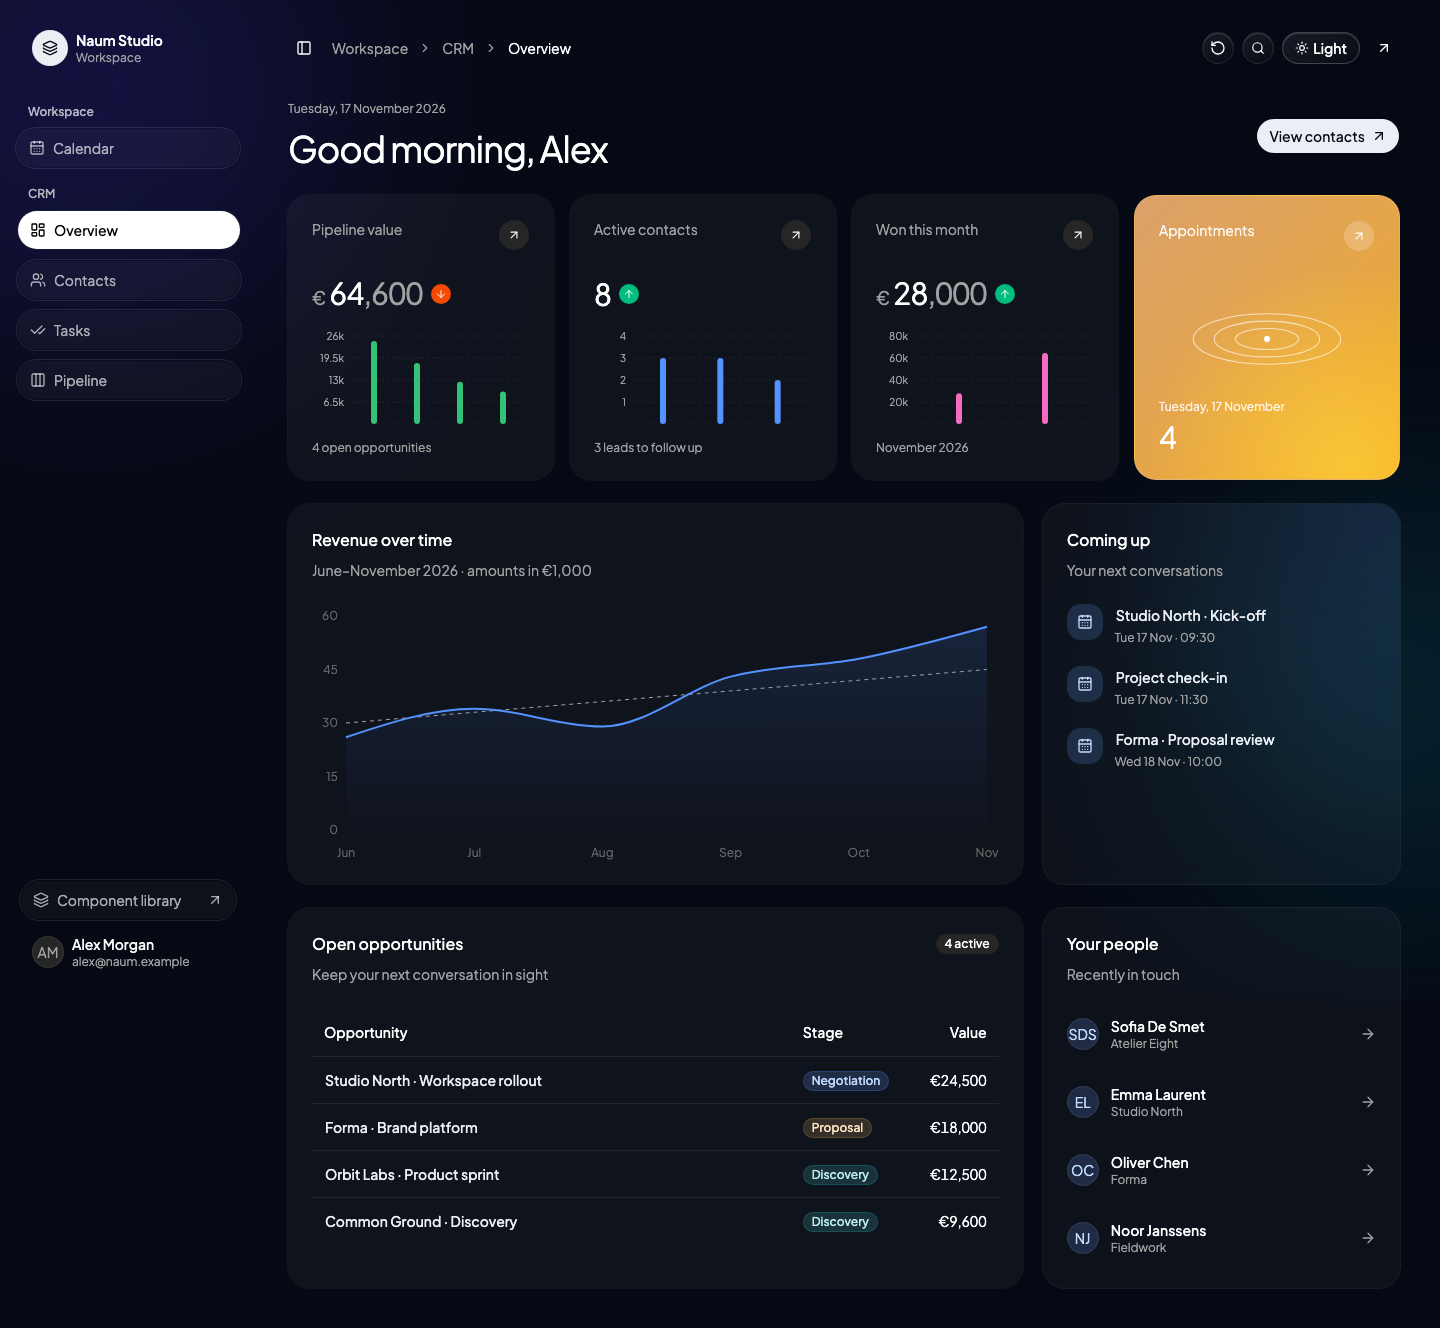 Naum Studio
Workspace
Workspace
Calendar
CRM
Overview
Contacts
Tasks
Pipeline
Component library
AM
Alex Morgan
alex@naum.example
Workspace > CRM > Overview
Light
Tuesday, 17 November 2026
Good morning, Alex
View contacts
Pipeline value
€ 64,600
26k
19.5k
13k
6.5k
4 open opportunities
Active contacts
8
4
3
2
1
3 leads to follow up
Won this month
€ 28,000
80k
60k
40k
20k
November 2026
Appointments
Tuesday, 17 November
4
Revenue over time
June–November 2026 · amounts in €1,000
60
45
30
15
0
Jun Jul Aug Sep Oct Nov
Coming up
Your next conversations
Studio North · Kick-off
Tue 17 Nov · 09:30
Project check-in
Tue 17 Nov · 11:30
Forma · Proposal review
Wed 18 Nov · 10:00
Open opportunities
4 active
Keep your next conversation in sight
Opportunity Stage Value
Studio North · Workspace rollout Negotiation €24,500
Forma · Brand platform Proposal €18,000
Orbit Labs · Product sprint Discovery €12,500
Common Ground · Discovery Discovery €9,600
Your people
Recently in touch
SDS
Sofia De Smet
Atelier Eight
EL
Emma Laurent
Studio North
OC
Oliver Chen
Forma
NJ
Noor Janssens
Fieldwork